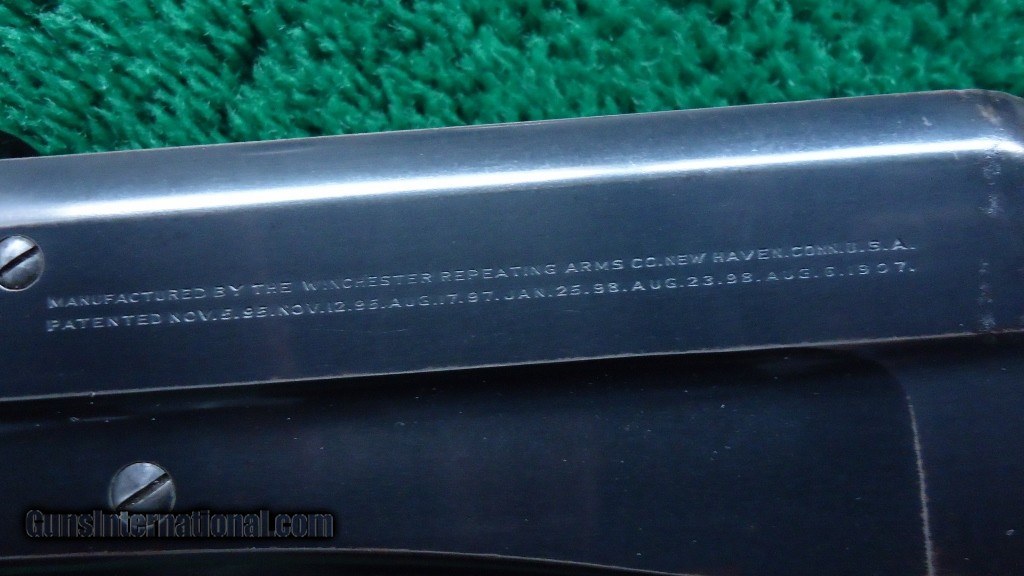 MANUFACTURED BY THE WINCHESTER REPEATING ARMS CO. NEW HAVEN. CONN. U.S.A.
PATENTED NOV. 5. 95. NOV. 12. 95. AUG. 17. 97. JAN. 25. 98. AUG. 23. 98. AUG. 6. 1907.
GunsInternational.com